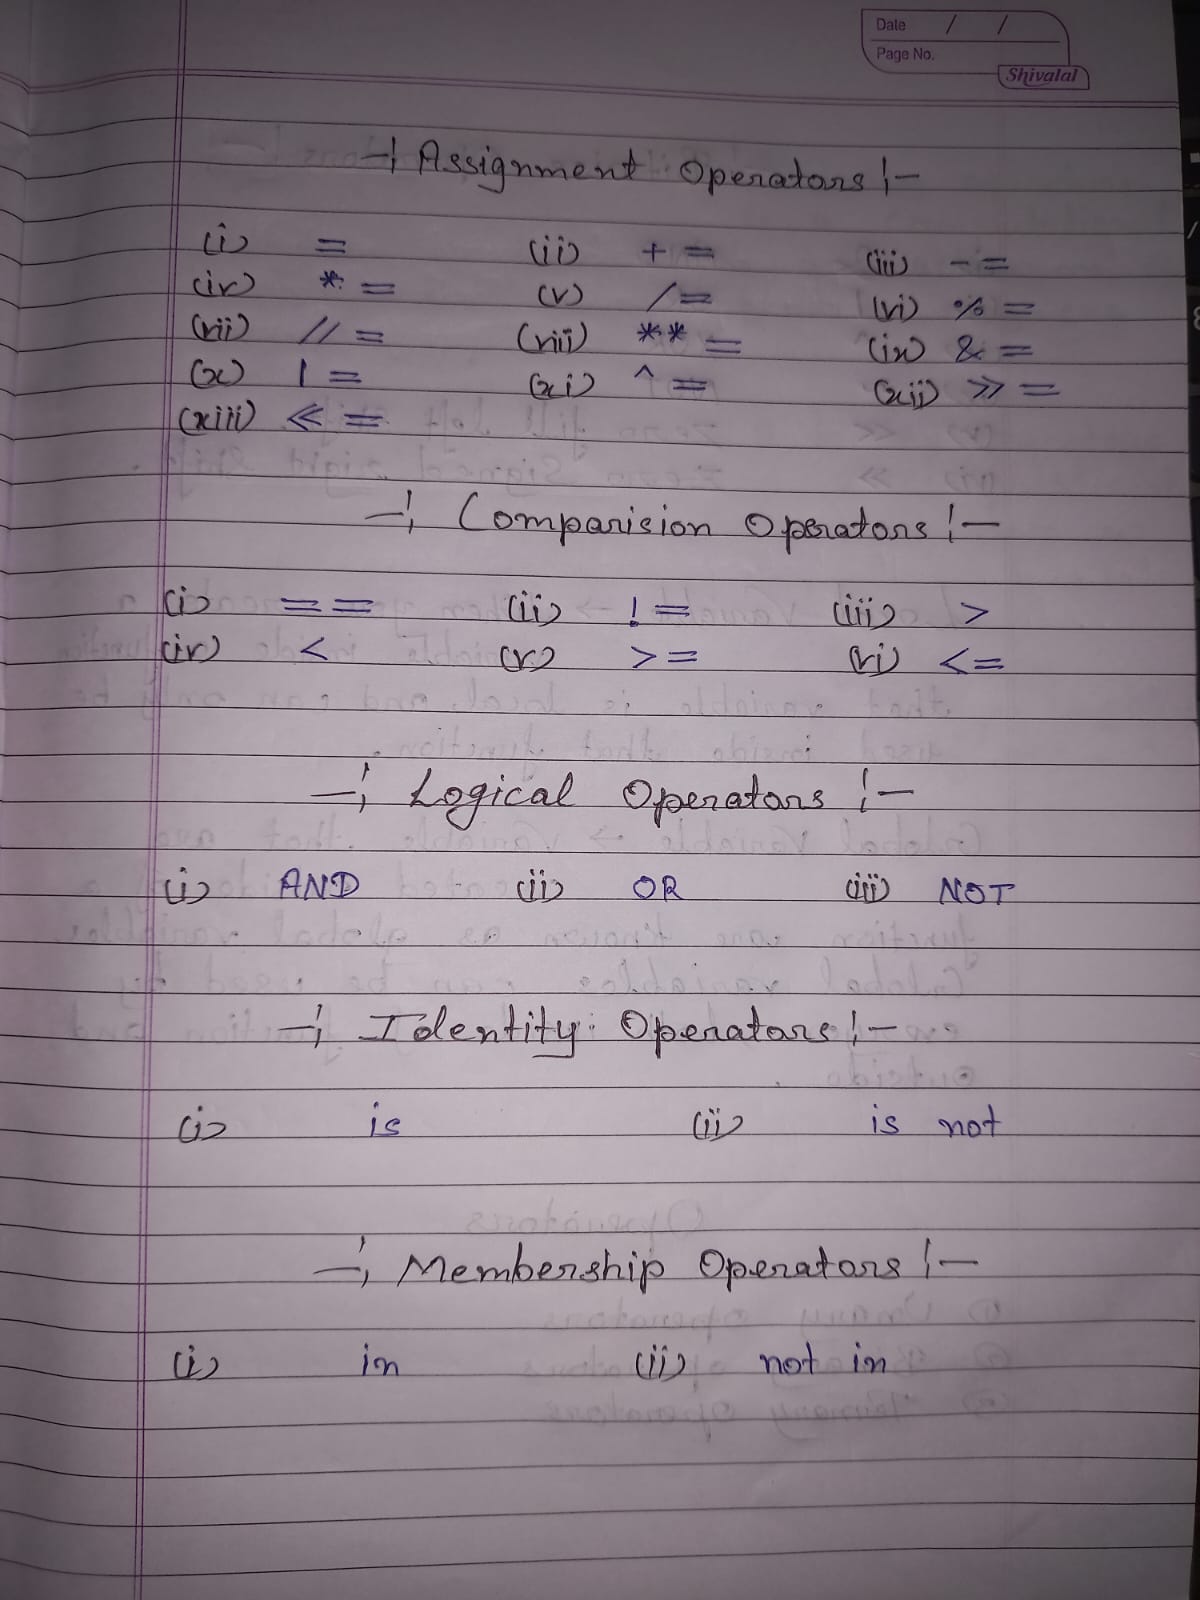 Date / /
Page No.
Shivalal
-: Assignment Operators :-
(i) = (ii) += (iii) -=
(iv) *= (v) /= (vi) %=
(vii) //= (viii) **= (ix) &=
(x) |= (xi) ^= (xii) >>=
(xiii) <<=
-: Comparision Operators :-
(i) == (ii) != (iii) >
(iv) < (v) >= (vi) <=
-: Logical Operators :-
(i) AND (ii) OR (iii) NOT
-: Identity Operators :-
(i) is (ii) is not
-: Membership Operators :-
(i) in (ii) not in